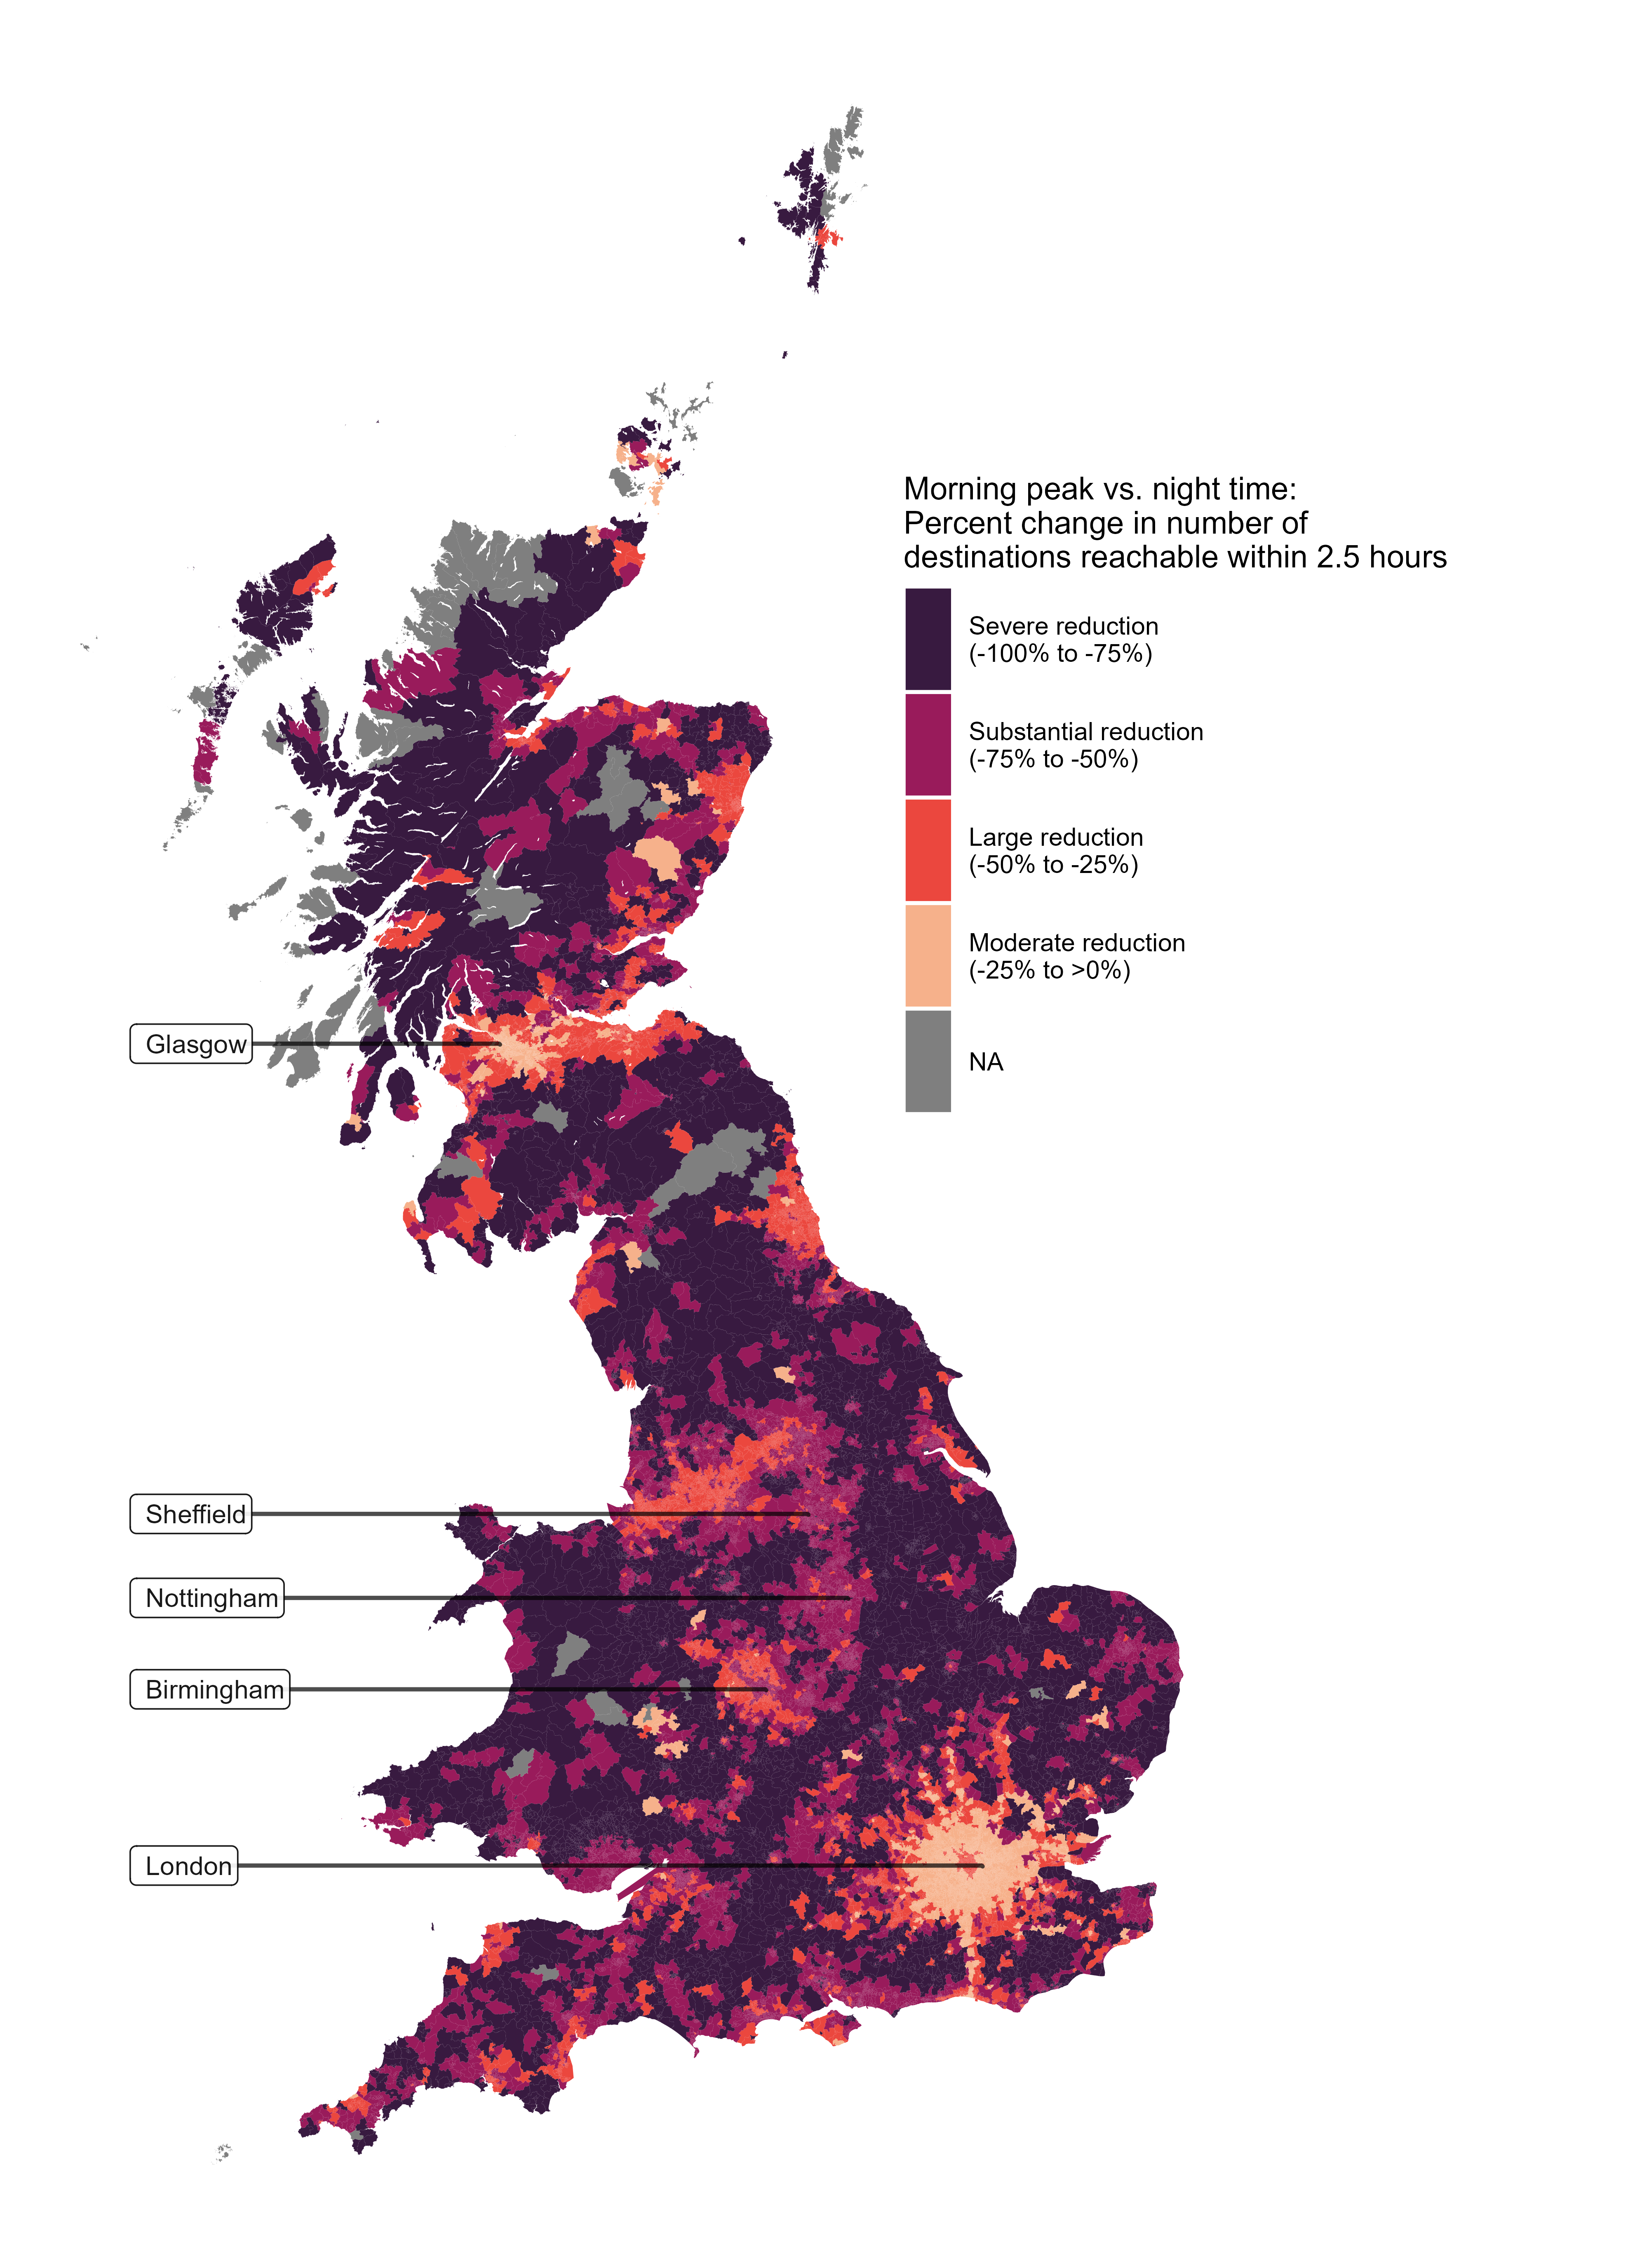 Morning peak vs. night time:
Percent change in number of
destinations reachable within 2.5 hours
Severe reduction
(-100% to -75%)
Substantial reduction
(-75% to -50%)
Large reduction
(-50% to -25%)
Moderate reduction
(-25% to >0%)
NA
Glasgow
Sheffield
Nottingham
Birmingham
London